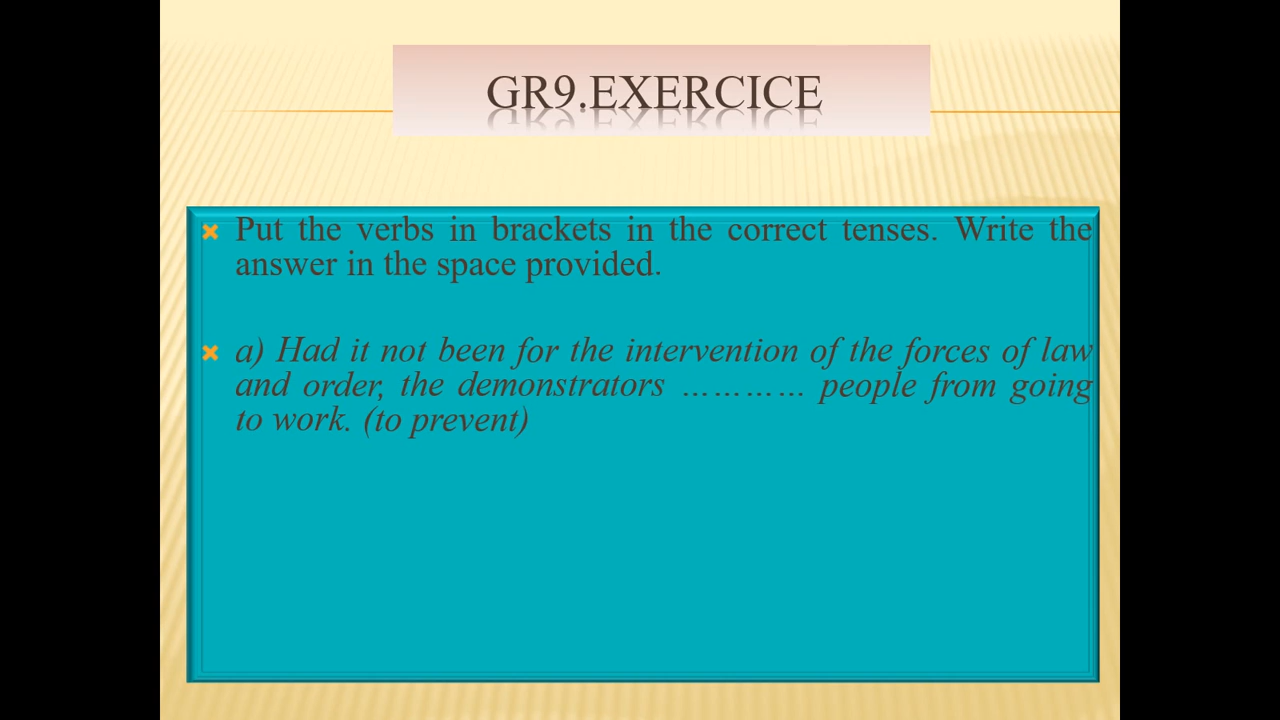 GR9.EXERCICE
Put the verbs in brackets in the correct tenses. Write the
answer in the space provided.
a) Had it not been for the intervention of the forces of law
and order, the demonstrators ………… people from going
to work. (to prevent)